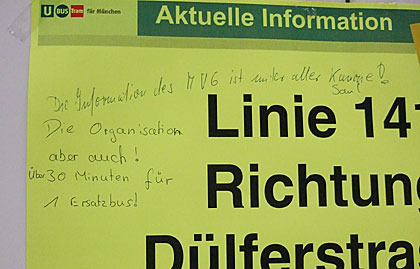 U BUS Tram für München
Aktuelle Information
Die Information des MVG ist unter aller Kanone!
Sau
Die Organisation
aber auch!
Über 30 Minuten für
1 Ersatzbus!
Linie 14
Richtung
Dülferstra